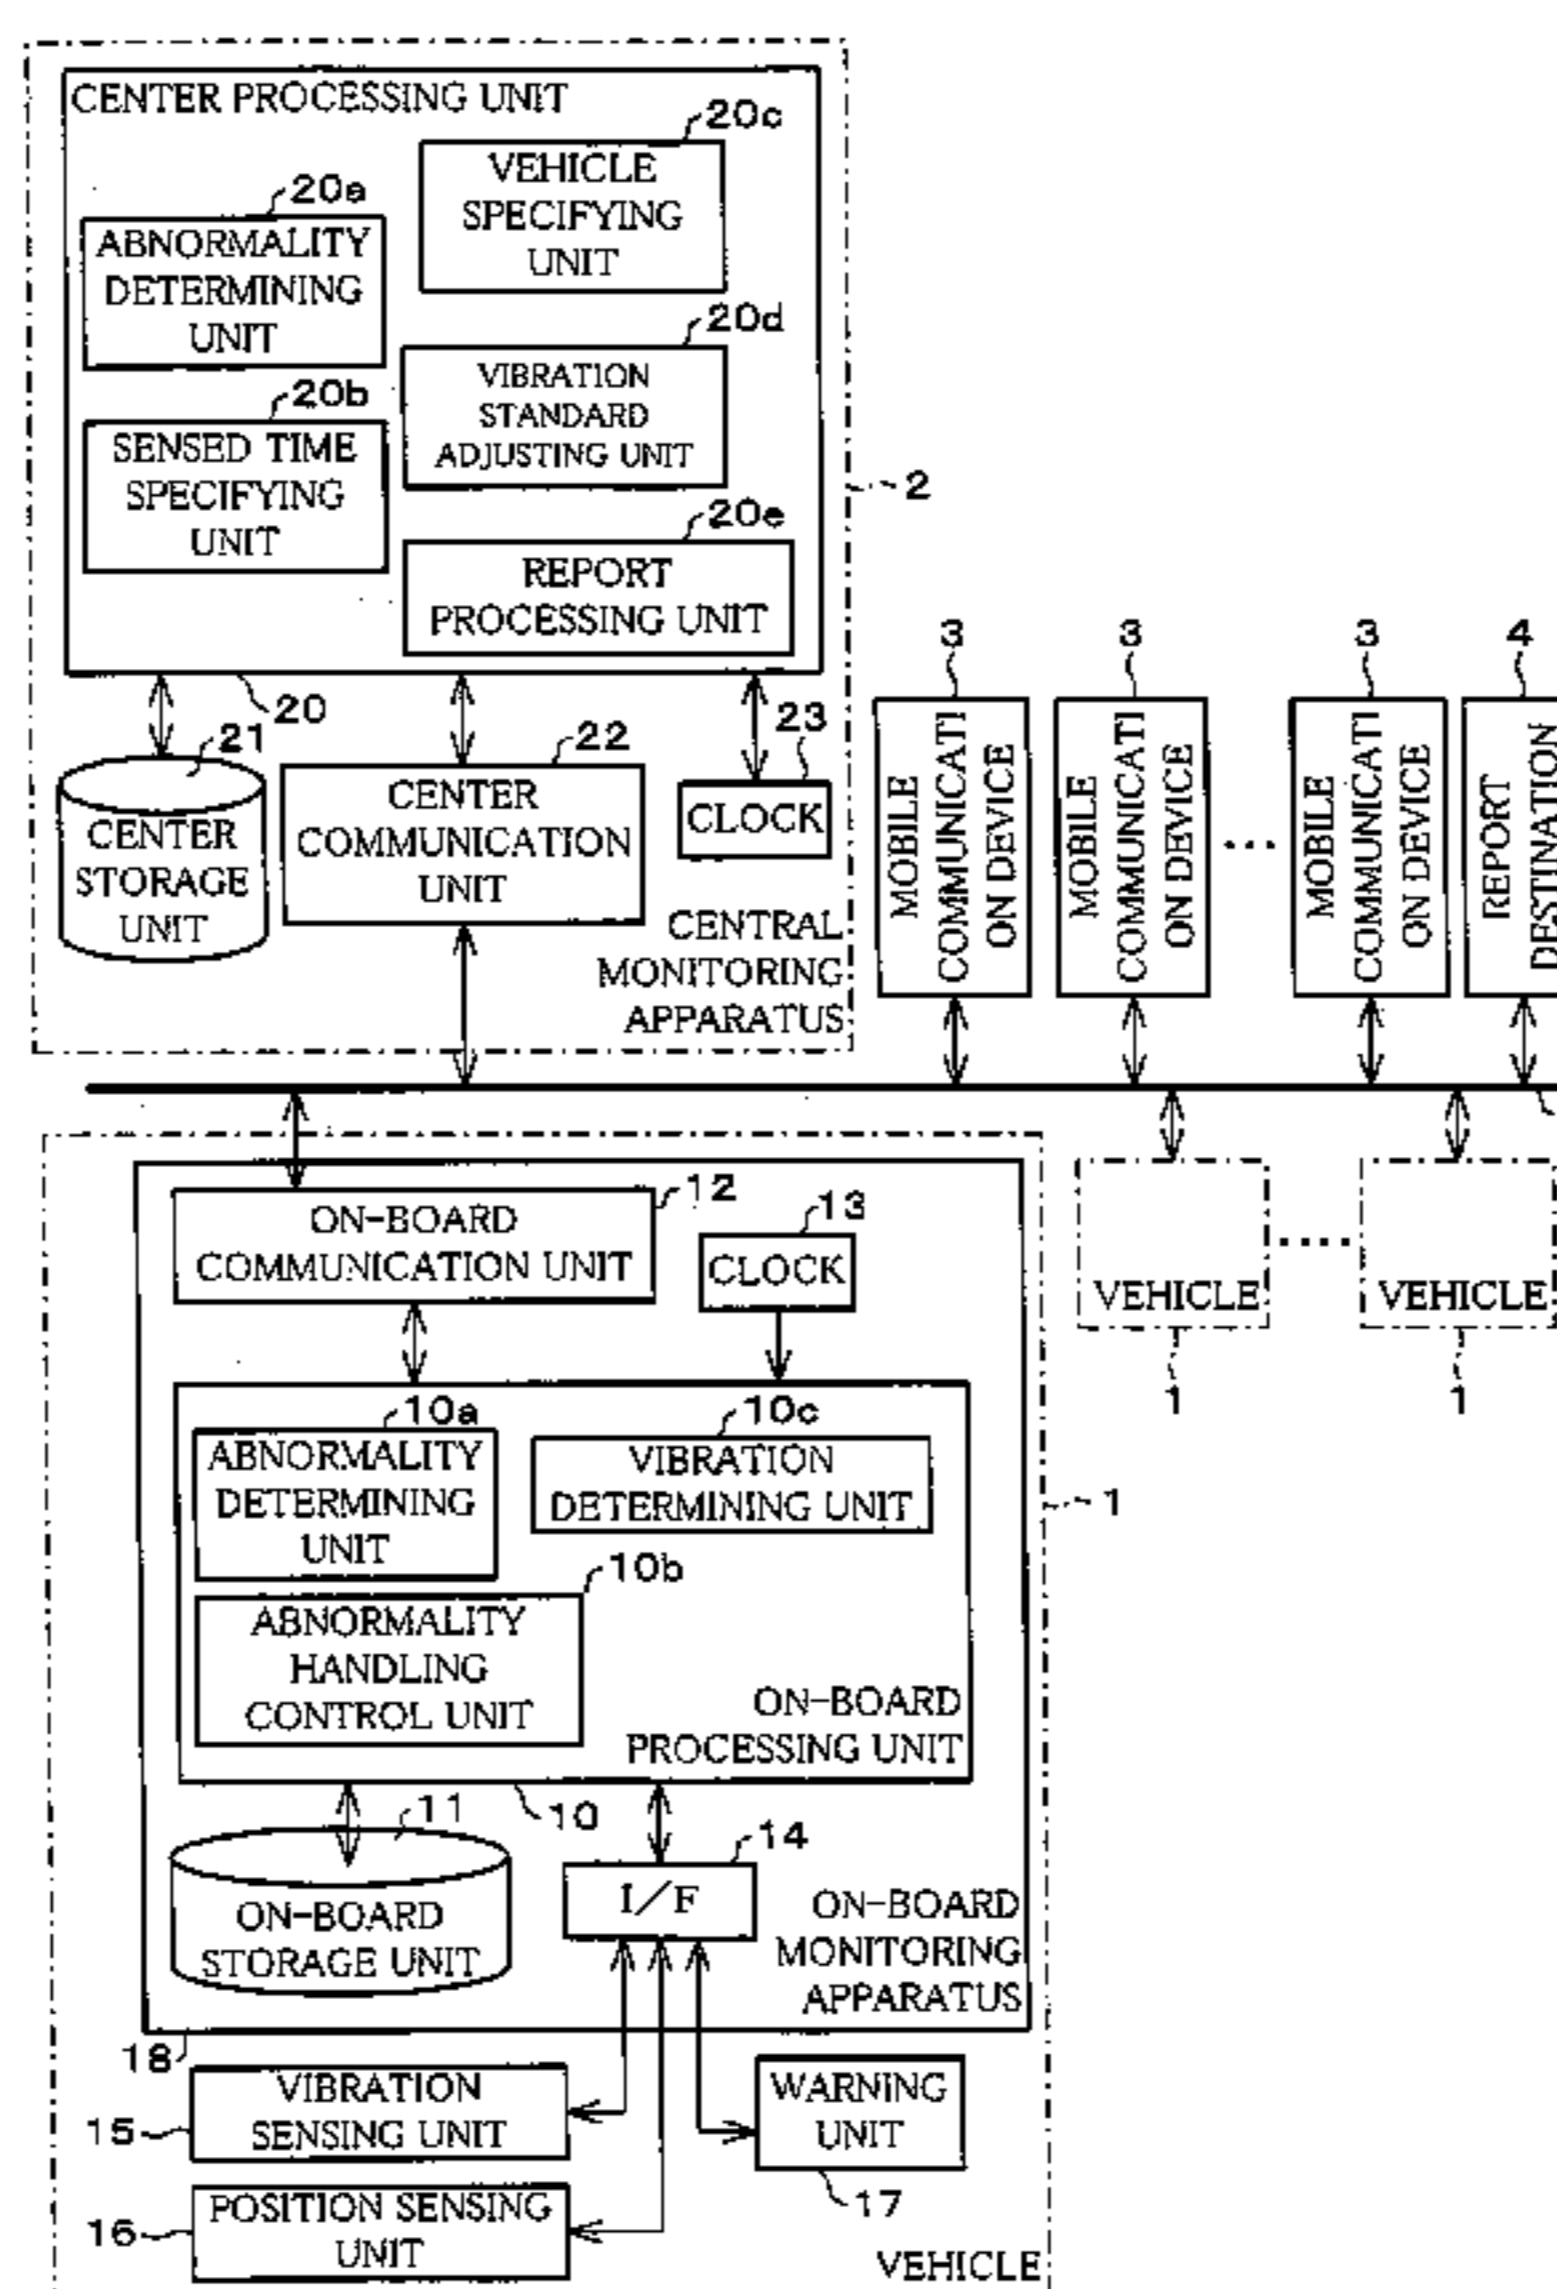 CENTER PROCESSING UNIT
20c
VEHICLE
SPECIFYING
UNIT
20a
ABNORMALITY
DETERMINING
UNIT
20d
VIBRATION
STANDARD
ADJUSTING UNIT
20b
SENSED TIME
SPECIFYING
UNIT
2
20e
REPORT
PROCESSING UNIT
20
21
CENTER
STORAGE
UNIT
22
CENTER
COMMUNICATION
UNIT
23
CLOCK
CENTRAL
MONITORING
APPARATUS
3
MOBILE
COMMUNICATI
ON DEVICE
3
MOBILE
COMMUNICATI
ON DEVICE
...
3
MOBILE
COMMUNICATI
ON DEVICE
4
REPORT
DESTINATION
12
ON-BOARD
COMMUNICATION UNIT
13
CLOCK
VEHICLE
1
....
VEHICLE
1
10a
ABNORMALITY
DETERMINING
UNIT
10c
VIBRATION
DETERMINING UNIT
1
10b
ABNORMALITY
HANDLING
CONTROL UNIT
ON-BOARD
PROCESSING UNIT
10
11
ON-BOARD
STORAGE UNIT
14
I/F
ON-BOARD
MONITORING
APPARATUS
18
15
VIBRATION
SENSING UNIT
WARNING
UNIT
17
16
POSITION SENSING
UNIT
VEHICLE